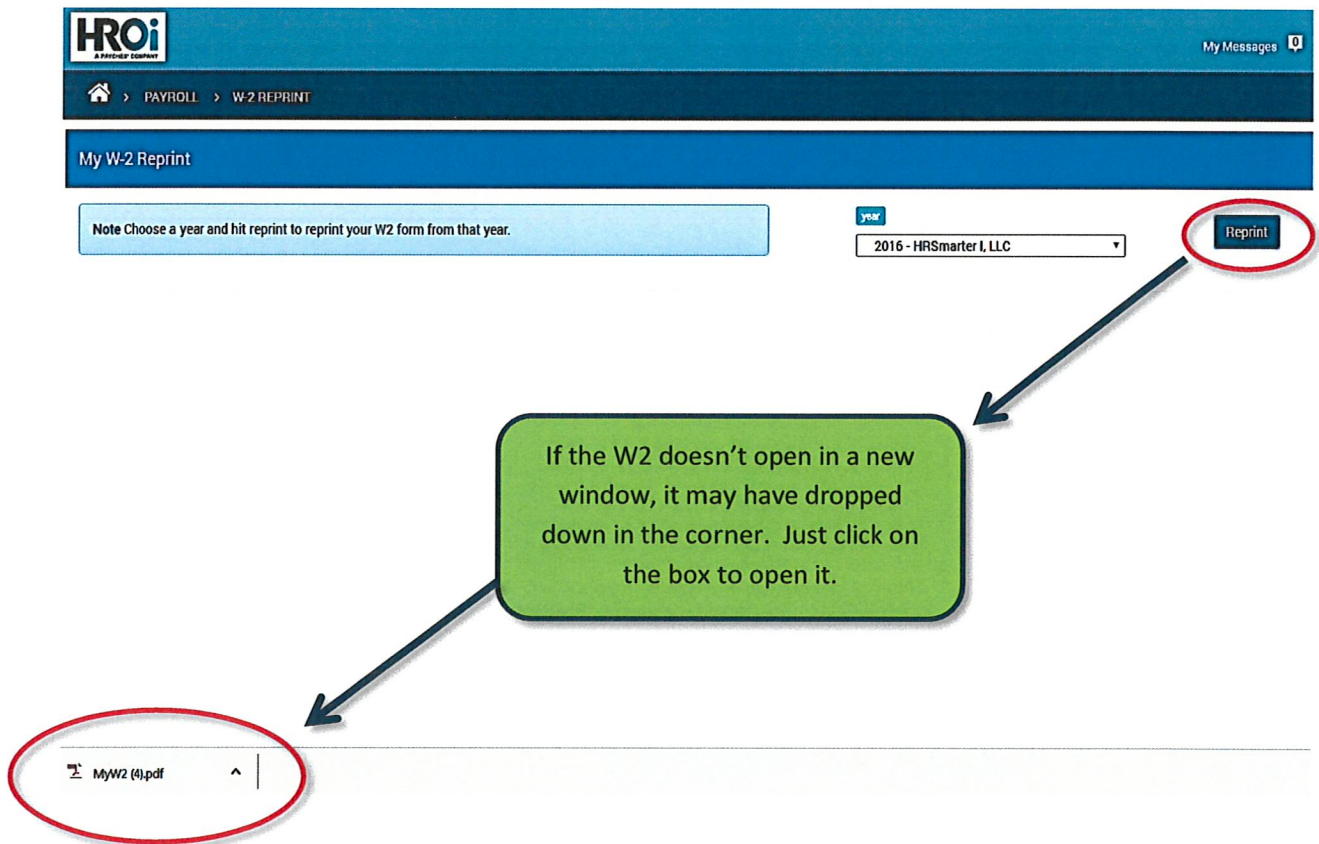 HROi
A PAYCHEX® COMPANY
My Messages 0
> PAYROLL > W-2 REPRINT
My W-2 Reprint
Note Choose a year and hit reprint to reprint your W2 form from that year.
year
2016 - HRSmarter I, LLC
Reprint
If the W2 doesn’t open in a new
window, it may have dropped
down in the corner. Just click on
the box to open it.
MyW2 (4).pdf